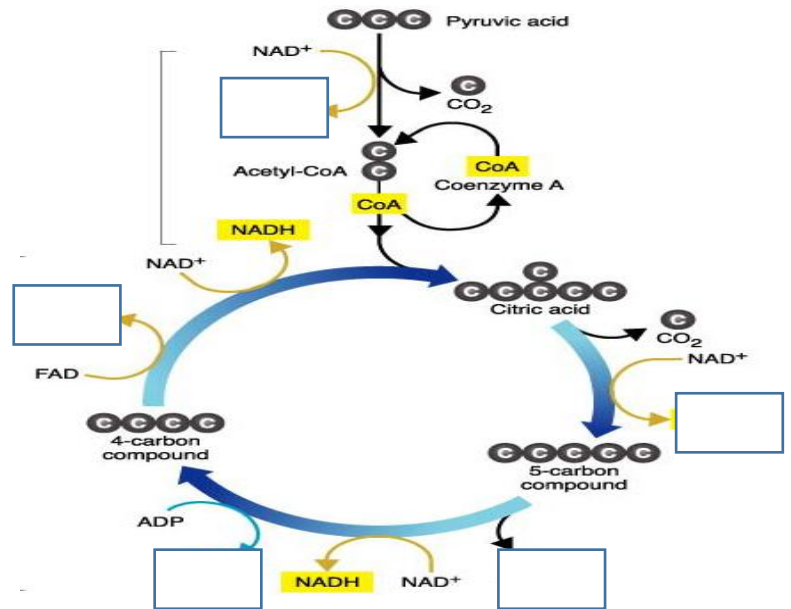 C C C Pyruvic acid
NAD+
C
CO2
C
C
Acetyl-CoA
CoA
Coenzyme A
CoA
NADH
NAD+
C
C C C C C
Citric acid
C
CO2
NAD+
FAD
C C C C
4-carbon
compound
C C C C C
5-carbon
compound
ADP
NADH
NAD+